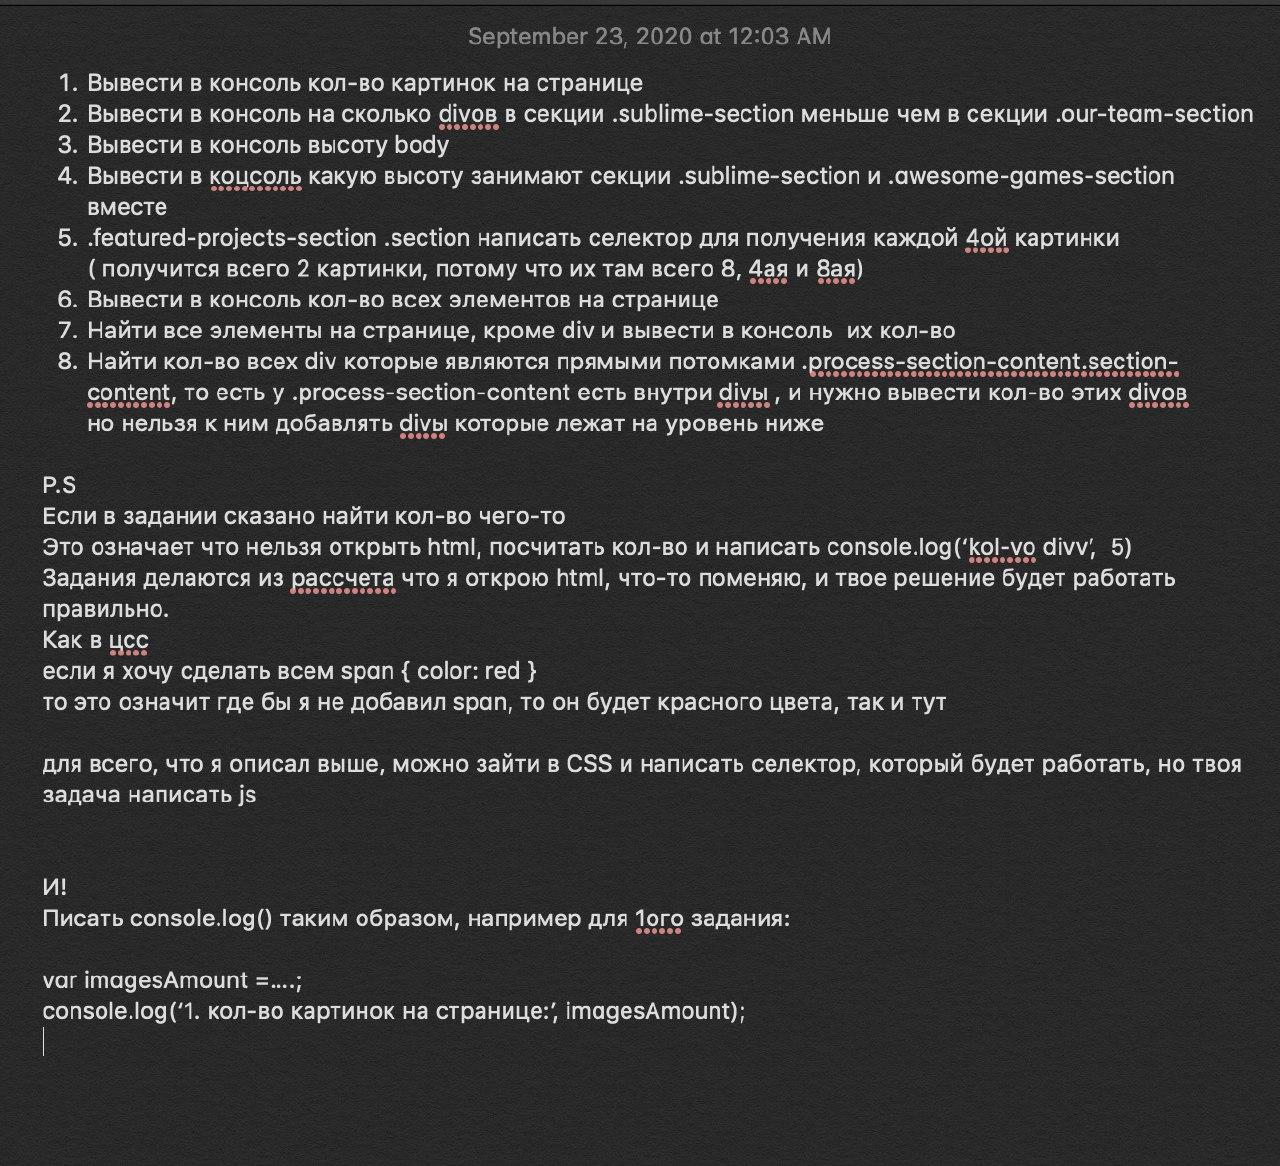 September 23, 2020 at 12:03 AM
1. Вывести в консоль кол-во картинок на странице
2. Вывести в консоль на сколько divов в секции .sublime-section меньше чем в секции .our-team-section
3. Вывести в консоль высоту body
4. Вывести в коцсоль какую высоту занимают секции .sublime-section и .awesome-games-section
вместе
5. .featured-projects-section .section написать селектор для получения каждой 4ой картинки
( получится всего 2 картинки, потому что их там всего 8, 4ая и 8ая)
6. Вывести в консоль кол-во всех элементов на странице
7. Найти все элементы на странице, кроме div и вывести в консоль  их кол-во
8. Найти кол-во всех div которые являются прямыми потомками .process-section-content.section-
content, то есть у .process-section-content есть внутри divы , и нужно вывести кол-во этих divов
но нельзя к ним добавлять divы которые лежат на уровень ниже
P.S
Если в задании сказано найти кол-во чего-то
Это означает что нельзя открыть html, посчитать кол-во и написать console.log(‘kol-vo divv’,  5)
Задания делаются из рассчета что я открою html, что-то поменяю, и твое решение будет работать
правильно.
Как в цсс
если я хочу сделать всем span { color: red }
то это означит где бы я не добавил span, то он будет красного цвета, так и тут
для всего, что я описал выше, можно зайти в CSS и написать селектор, который будет работать, но твоя
задача написать js
И!
Писать console.log() таким образом, например для 1ого задания:
var imagesAmount =....;
console.log(‘1. кол-во картинок на странице:’, imagesAmount);